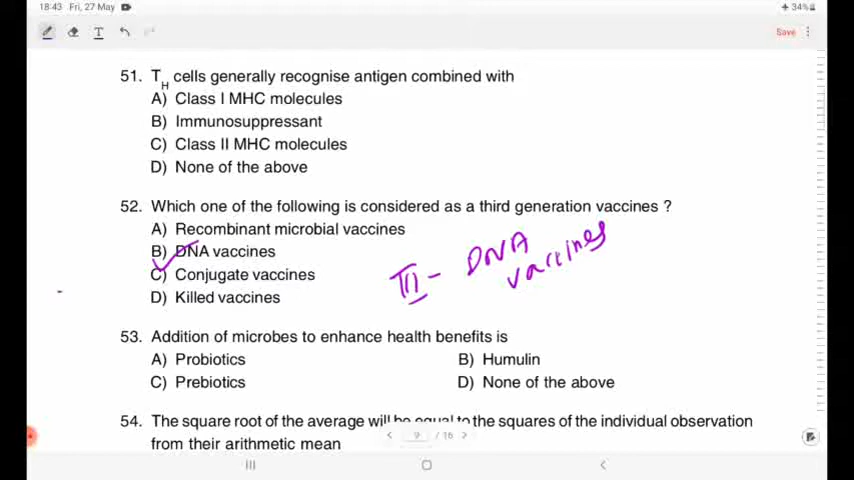 18:43 Fri, 27 May
34%
Save
51. TH cells generally recognise antigen combined with
A) Class I MHC molecules
B) Immunosuppressant
C) Class II MHC molecules
D) None of the above
52. Which one of the following is considered as a third generation vaccines ?
A) Recombinant microbial vaccines
B) DNA vaccines
C) Conjugate vaccines
D) Killed vaccines
III - DNA
vaccines
53. Addition of microbes to enhance health benefits is
A) Probiotics B) Humulin
C) Prebiotics D) None of the above
54. The square root of the average will be equal to the squares of the individual observation
from their arithmetic mean
9 / 16